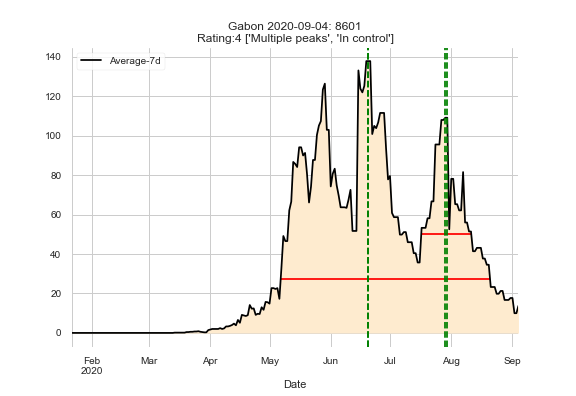 Gabon 2020-09-04: 8601
Rating:4 ['Multiple peaks', 'In control']
Average-7d
140
120
100
80
60
40
20
0
Feb
2020
Mar
Apr
May
Jun
Jul
Aug
Sep
Date